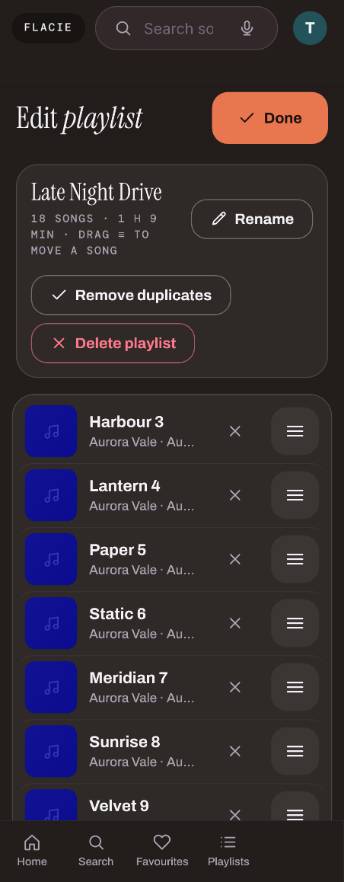 FLACIE
Search so
T
Edit playlist
Done
Late Night Drive
18 SONGS · 1 H 9
MIN · DRAG ≡ TO
MOVE A SONG
Rename
Remove duplicates
Delete playlist
Harbour 3
Aurora Vale · Au...
Lantern 4
Aurora Vale · Au...
Paper 5
Aurora Vale · Au...
Static 6
Aurora Vale · Au...
Meridian 7
Aurora Vale · Au...
Sunrise 8
Aurora Vale · Au...
Velvet 9
Home
Search
Favourites
Playlists